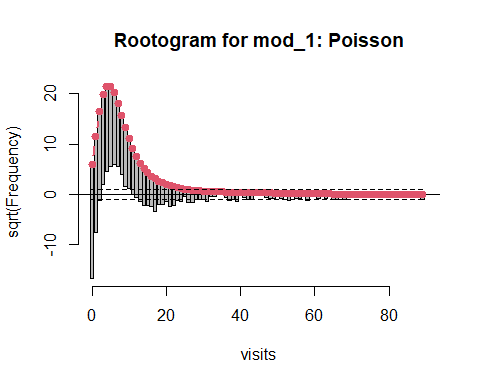 Rootogram for mod_1: Poisson
sqrt(Frequency)
20
10
0
-10
0 20 40 60 80
visits